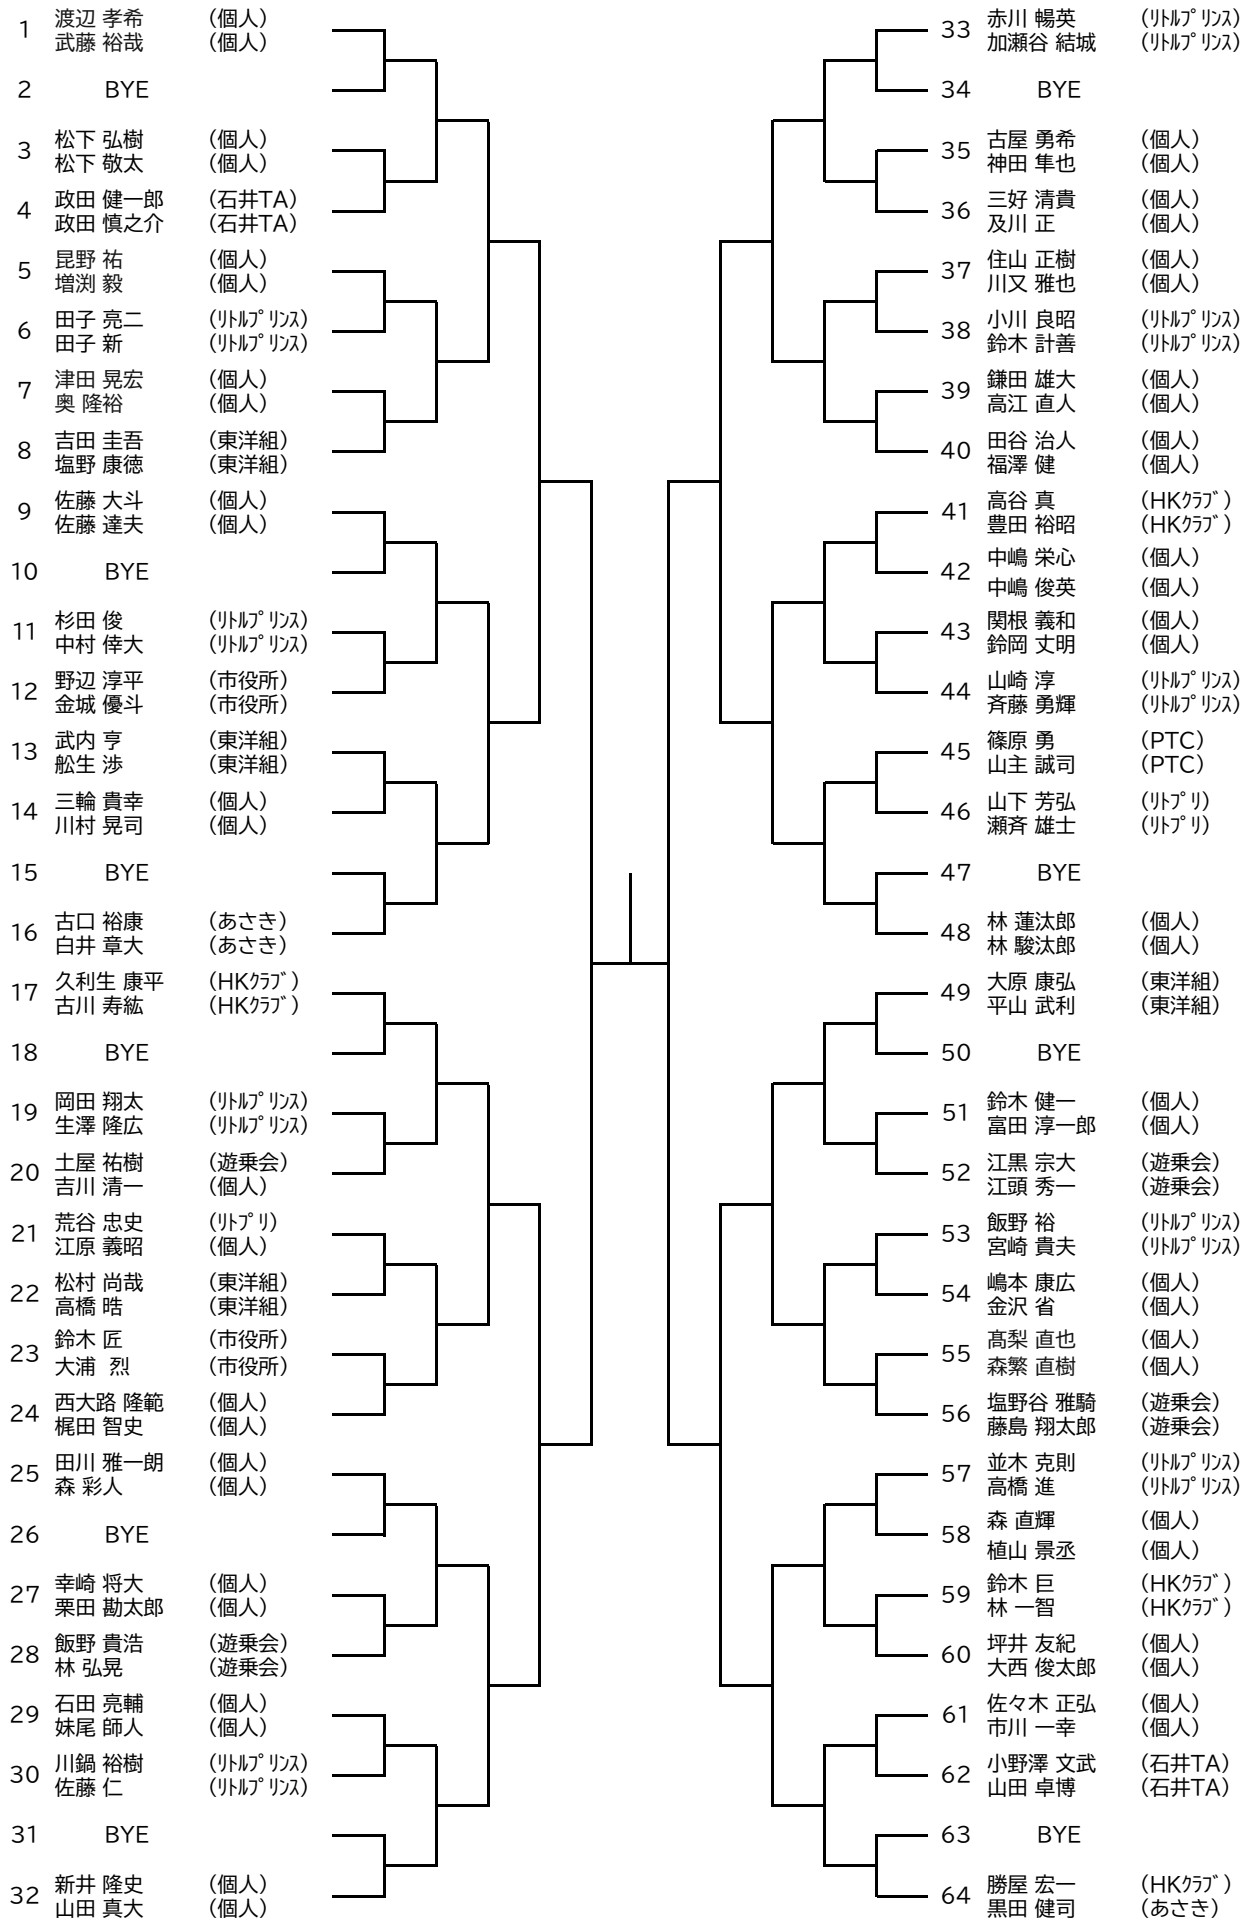 1 渡辺 孝希 (個人)
武藤 裕哉 (個人)
2 BYE
3 松下 弘樹 (個人)
松下 敬太 (個人)
4 政田 健一郎 (石井TA)
政田 慎之介 (石井TA)
5 昆野 祐 (個人)
増渕 毅 (個人)
6 田子 亮二 (ﾘﾄﾙﾌﾟﾘﾝｽ)
田子 新 (ﾘﾄﾙﾌﾟﾘﾝｽ)
7 津田 晃宏 (個人)
奥 隆裕 (個人)
8 吉田 圭吾 (東洋組)
塩野 康徳 (東洋組)
9 佐藤 大斗 (個人)
佐藤 達夫 (個人)
10 BYE
11 杉田 俊 (ﾘﾄﾙﾌﾟﾘﾝｽ)
中村 倖大 (ﾘﾄﾙﾌﾟﾘﾝｽ)
12 野辺 淳平 (市役所)
金城 優斗 (市役所)
13 武内 亨 (東洋組)
舩生 渉 (東洋組)
14 三輪 貴幸 (個人)
川村 晃司 (個人)
15 BYE
16 古口 裕康 (あさき)
白井 章大 (あさき)
17 久利生 康平 (HKｸﾗﾌﾞ)
古川 寿紘 (HKｸﾗﾌﾞ)
18 BYE
19 岡田 翔太 (ﾘﾄﾙﾌﾟﾘﾝｽ)
生澤 隆広 (ﾘﾄﾙﾌﾟﾘﾝｽ)
20 土屋 祐樹 (遊乗会)
吉川 清一 (個人)
21 荒谷 忠史 (ﾘﾄﾌﾟﾘ)
江原 義昭 (個人)
22 松村 尚哉 (東洋組)
高橋 晧 (東洋組)
23 鈴木 匠 (市役所)
大浦 烈 (市役所)
24 西大路 隆範 (個人)
梶田 智史 (個人)
25 田川 雅一朗 (個人)
森 彩人 (個人)
26 BYE
27 幸崎 将大 (個人)
栗田 勘太郎 (個人)
28 飯野 貴浩 (遊乗会)
林 弘晃 (遊乗会)
29 石田 亮輔 (個人)
妹尾 師人 (個人)
30 川鍋 裕樹 (ﾘﾄﾙﾌﾟﾘﾝｽ)
佐藤 仁 (ﾘﾄﾙﾌﾟﾘﾝｽ)
31 BYE
32 新井 隆史 (個人)
山田 真大 (個人)
33 赤川 暢英 (ﾘﾄﾙﾌﾟﾘﾝｽ)
加瀬谷 結城 (ﾘﾄﾙﾌﾟﾘﾝｽ)
34 BYE
35 古屋 勇希 (個人)
神田 隼也 (個人)
36 三好 清貴 (個人)
及川 正 (個人)
37 住山 正樹 (個人)
川又 雅也 (個人)
38 小川 良昭 (ﾘﾄﾙﾌﾟﾘﾝｽ)
鈴木 計善 (ﾘﾄﾙﾌﾟﾘﾝｽ)
39 鎌田 雄大 (個人)
高江 直人 (個人)
40 田谷 治人 (個人)
福澤 健 (個人)
41 高谷 真 (HKｸﾗﾌﾞ)
豊田 裕昭 (HKｸﾗﾌﾞ)
42 中嶋 栄心 (個人)
中嶋 俊英 (個人)
43 関根 義和 (個人)
鈴岡 丈明 (個人)
44 山崎 淳 (ﾘﾄﾙﾌﾟﾘﾝｽ)
斉藤 勇輝 (ﾘﾄﾙﾌﾟﾘﾝｽ)
45 篠原 勇 (PTC)
山主 誠司 (PTC)
46 山下 芳弘 (ﾘﾄﾌﾟﾘ)
瀬斉 雄士 (ﾘﾄﾌﾟﾘ)
47 BYE
48 林 蓮汰郎 (個人)
林 駿汰郎 (個人)
49 大原 康弘 (東洋組)
平山 武利 (東洋組)
50 BYE
51 鈴木 健一 (個人)
富田 淳一郎 (個人)
52 江黒 宗大 (遊乗会)
江頭 秀一 (遊乗会)
53 飯野 裕 (ﾘﾄﾙﾌﾟﾘﾝｽ)
宮崎 貴夫 (ﾘﾄﾙﾌﾟﾘﾝｽ)
54 嶋本 康広 (個人)
金沢 省 (個人)
55 髙梨 直也 (個人)
森繁 直樹 (個人)
56 塩野谷 雅騎 (遊乗会)
藤島 翔太郎 (遊乗会)
57 並木 克則 (ﾘﾄﾙﾌﾟﾘﾝｽ)
高橋 進 (ﾘﾄﾙﾌﾟﾘﾝｽ)
58 森 直輝 (個人)
植山 景丞 (個人)
59 鈴木 巨 (HKｸﾗﾌﾞ)
林 一智 (HKｸﾗﾌﾞ)
60 坪井 友紀 (個人)
大西 俊太郎 (個人)
61 佐々木 正弘 (個人)
市川 一幸 (個人)
62 小野澤 文武 (石井TA)
山田 卓博 (石井TA)
63 BYE
64 勝屋 宏一 (HKｸﾗﾌﾞ)
黒田 健司 (あさき)